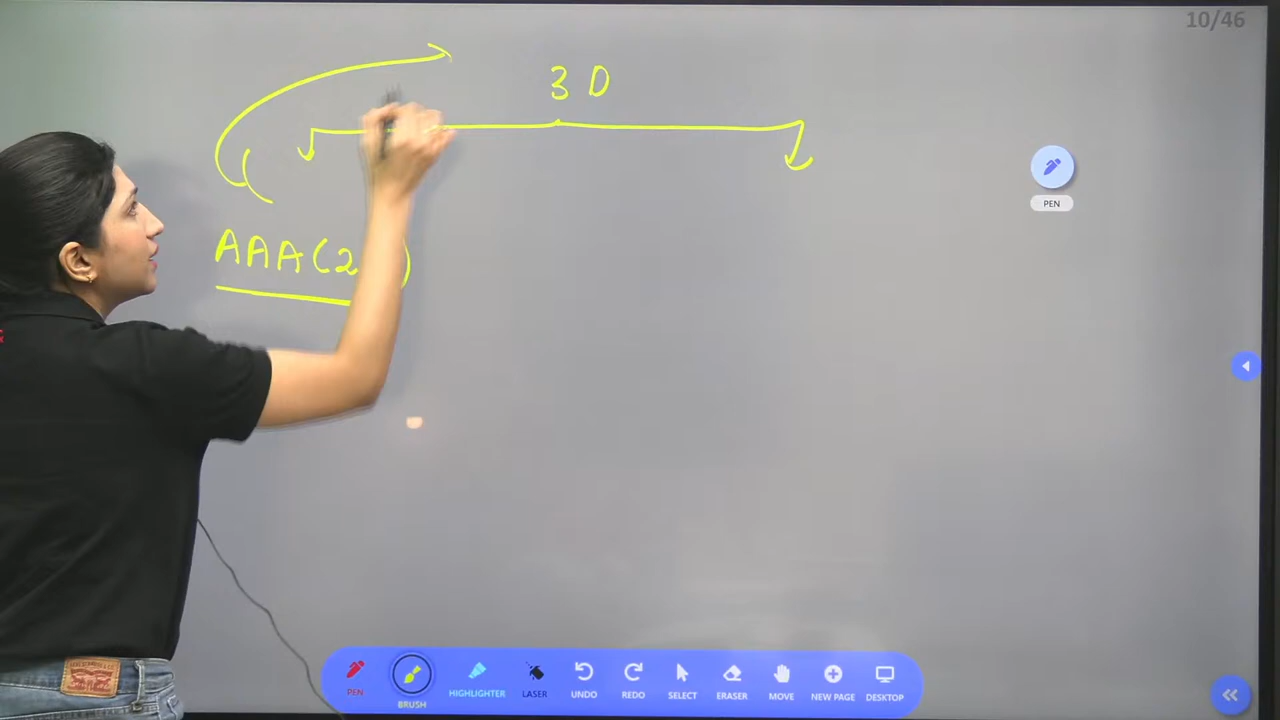 10/46
3 D
AAA(2
PEN
PEN
BRUSH
HIGHLIGHTER
LASER
UNDO
REDO
SELECT
ERASER
MOVE
NEW PAGE
DESKTOP